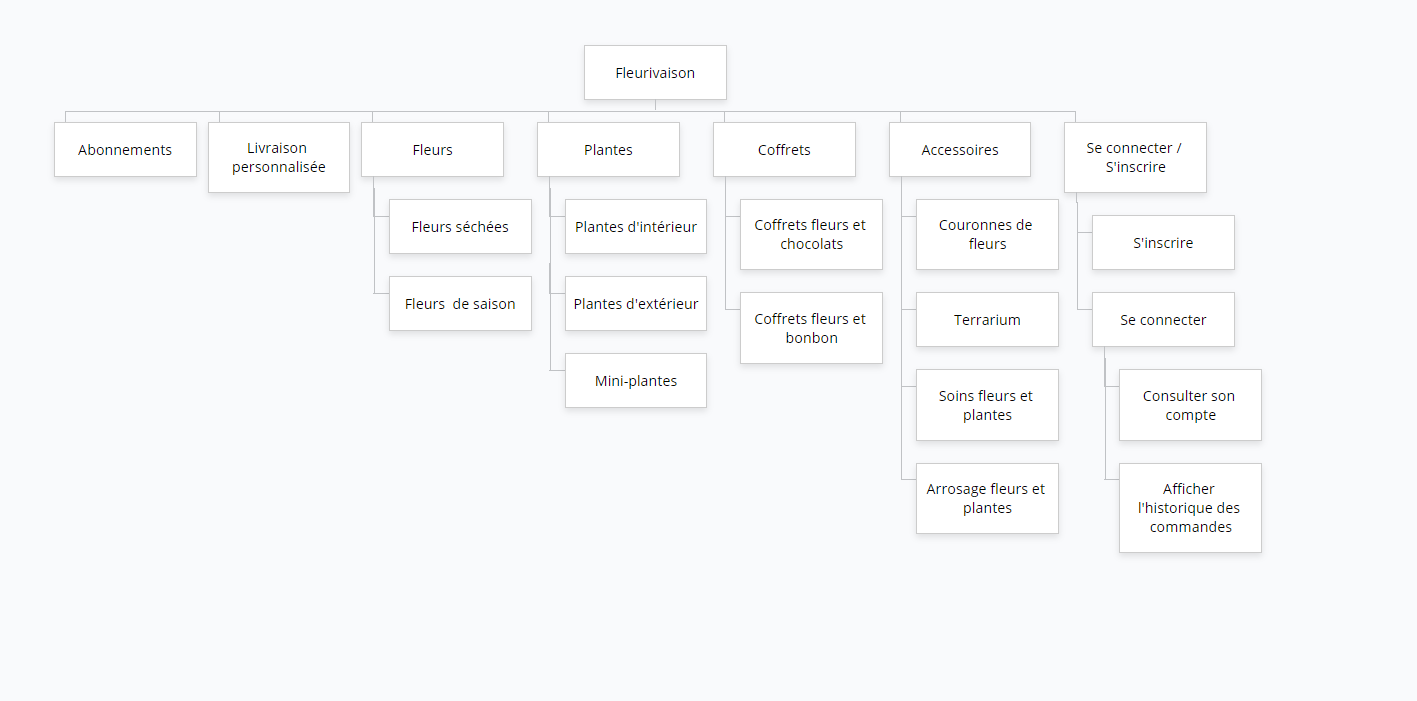 Fleurivaison
Abonnements
Livraison
personnalisée
Fleurs
Plantes
Coffrets
Accessoires
Se connecter /
S'inscrire
Fleurs séchées
Fleurs  de saison
Plantes d'intérieur
Plantes d'extérieur
Mini-plantes
Coffrets fleurs et
chocolats
Coffrets fleurs et
bonbon
Couronnes de
fleurs
Terrarium
Soins fleurs et
plantes
Arrosage fleurs et
plantes
S'inscrire
Se connecter
Consulter son
compte
Afficher
l'historique des
commandes